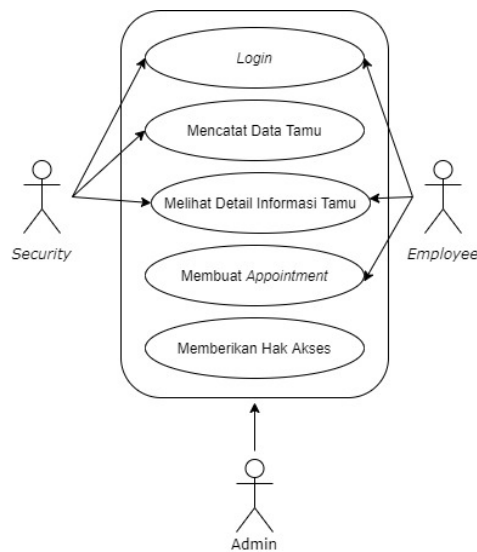 Login
Mencatat Data Tamu
Melihat Detail Informasi Tamu
Security
Employee
Membuat Appointment
Memberikan Hak Akses
Admin